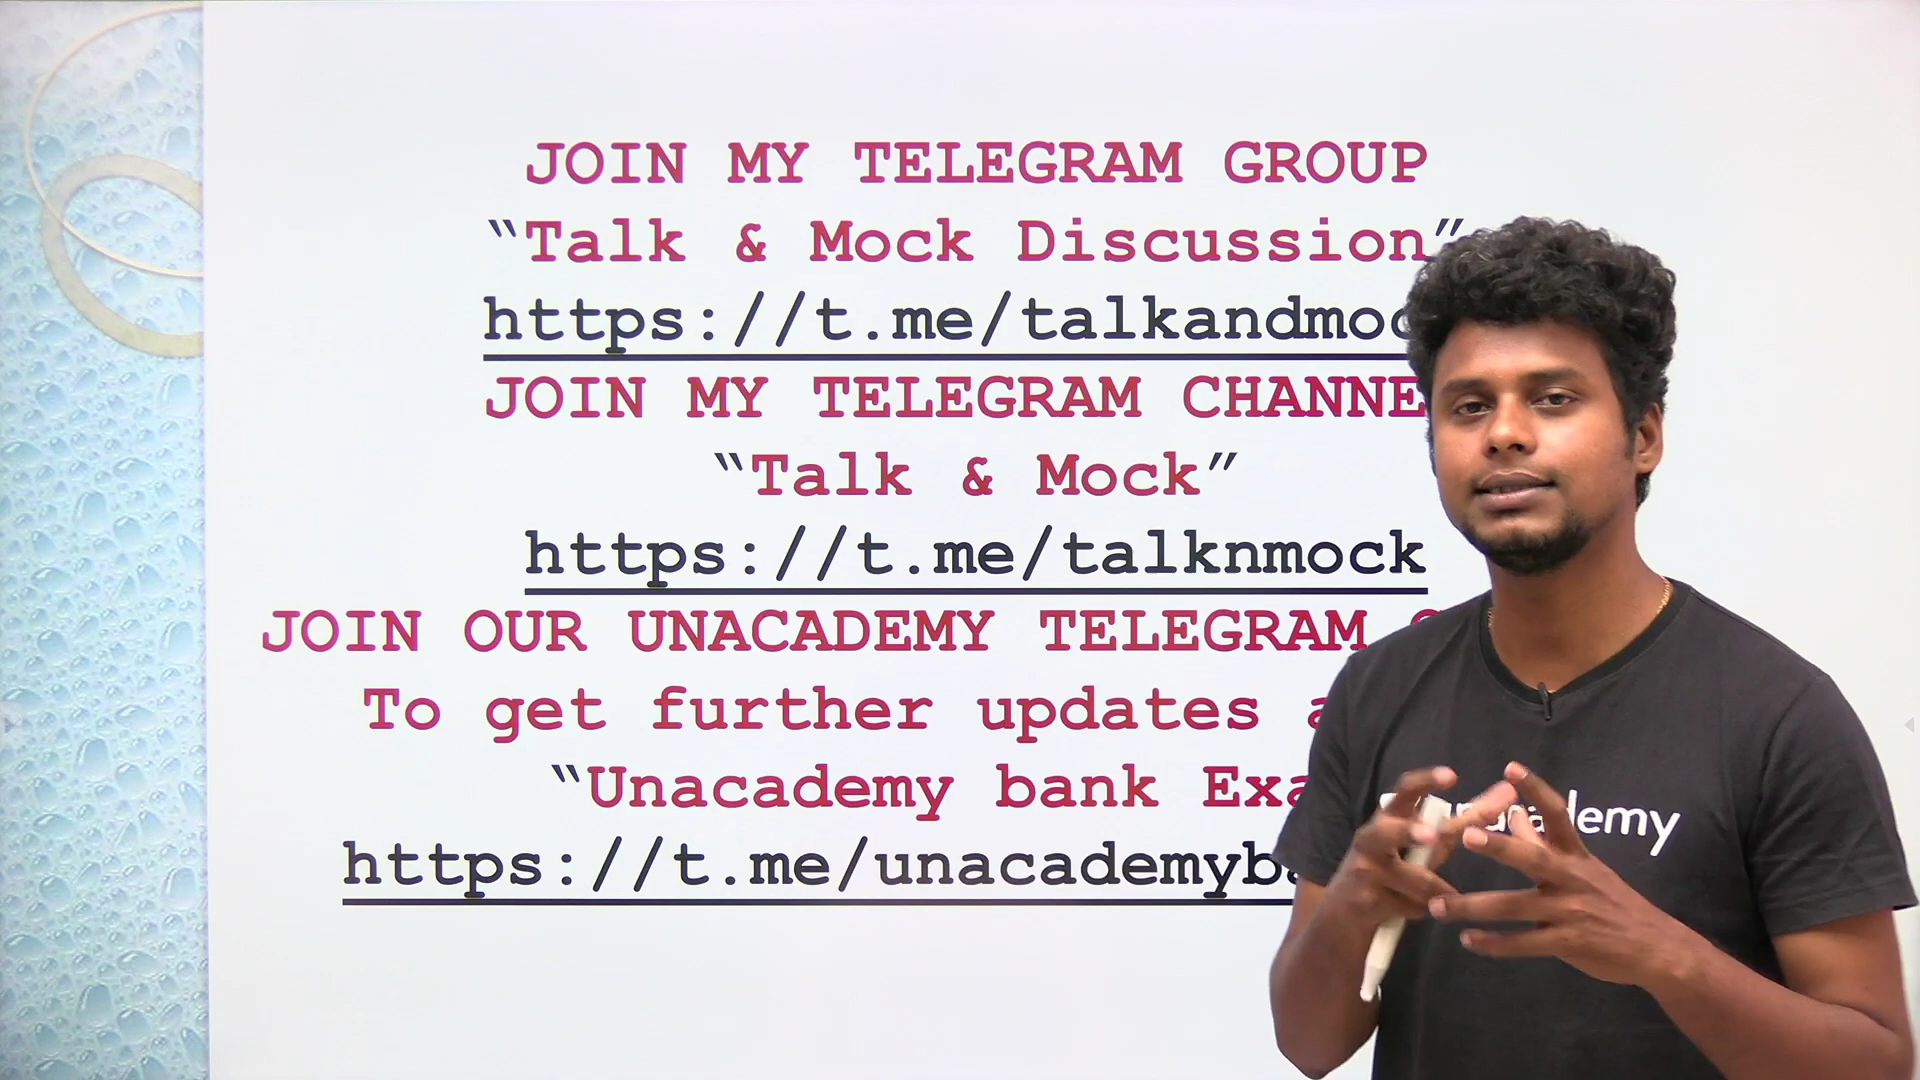 JOIN MY TELEGRAM GROUP
“Talk & Mock Discussion”
https://t.me/talkandmoc
JOIN MY TELEGRAM CHANNE
“Talk & Mock”
https://t.me/talknmock
JOIN OUR UNACADEMY TELEGRAM
To get further updates
“Unacademy bank Exa
https://t.me/unacademyb